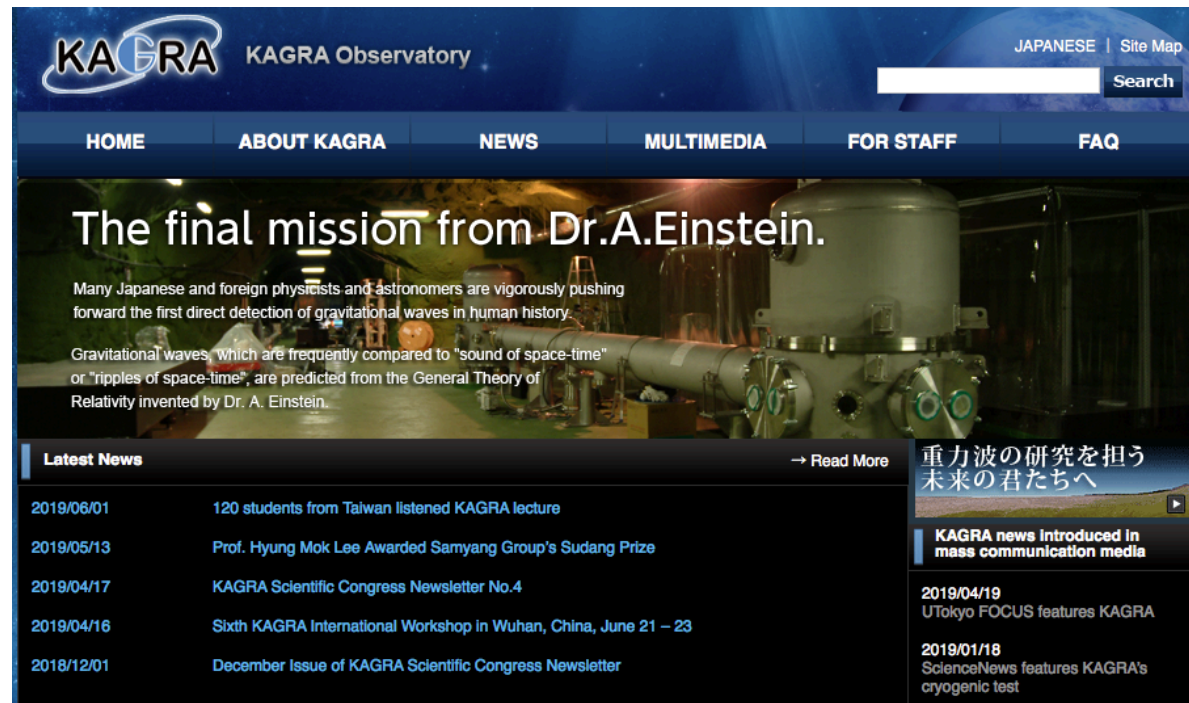 KAGRA
KAGRA Observatory
JAPANESE | Site Map
Search
HOME
ABOUT KAGRA
NEWS
MULTIMEDIA
FOR STAFF
FAQ
The final mission from Dr.A.Einstein.
Many Japanese and foreign physicists and astronomers are vigorously pushing
forward the first direct detection of gravitational waves in human history.
Gravitational waves, which are frequently compared to "sound of space-time"
or "ripples of space-time", are predicted from the General Theory of
Relativity invented by Dr. A. Einstein.
Latest News
→ Read More
2019/06/01 120 students from Taiwan listened KAGRA lecture
2019/05/13 Prof. Hyung Mok Lee Awarded Samyang Group's Sudang Prize
2019/04/17 KAGRA Scientific Congress Newsletter No.4
2019/04/16 Sixth KAGRA International Workshop in Wuhan, China, June 21 – 23
2018/12/01 December Issue of KAGRA Scientific Congress Newsletter
重力波の研究を担う
未来の君たちへ
KAGRA news introduced in
mass communication media
2019/04/19
UTokyo FOCUS features KAGRA
2019/01/18
ScienceNews features KAGRA's
cryogenic test